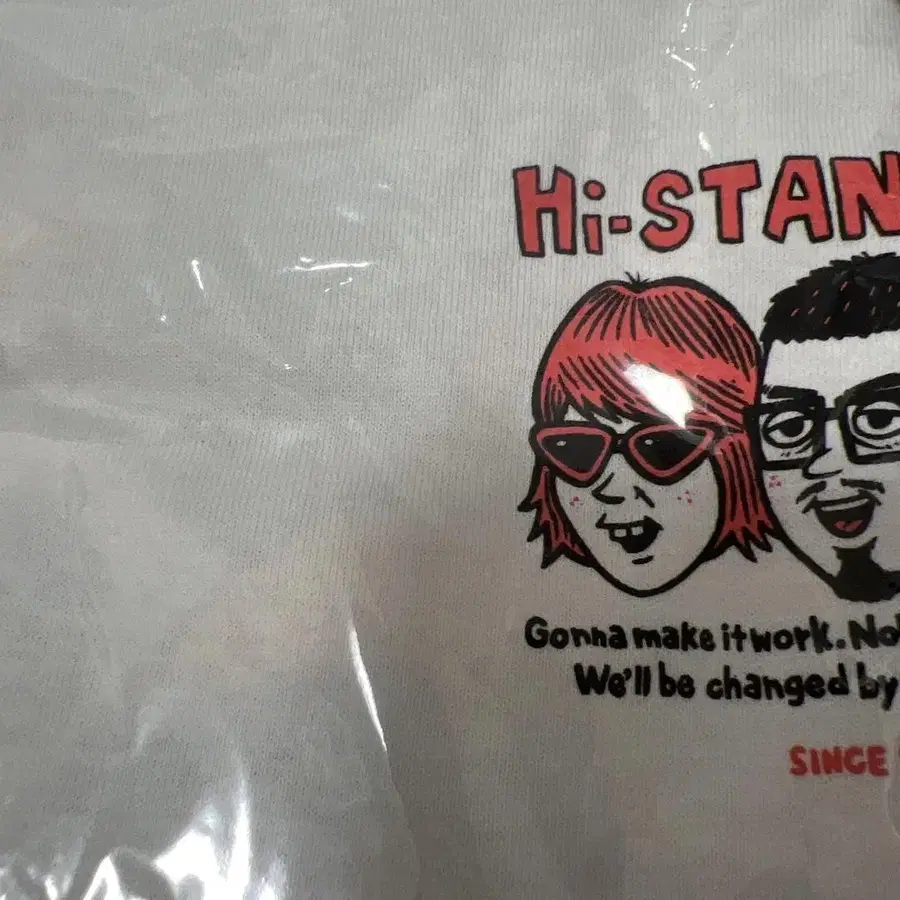 Hi-STAN
Gonna make it work. No
We'll be changed by
SINCE